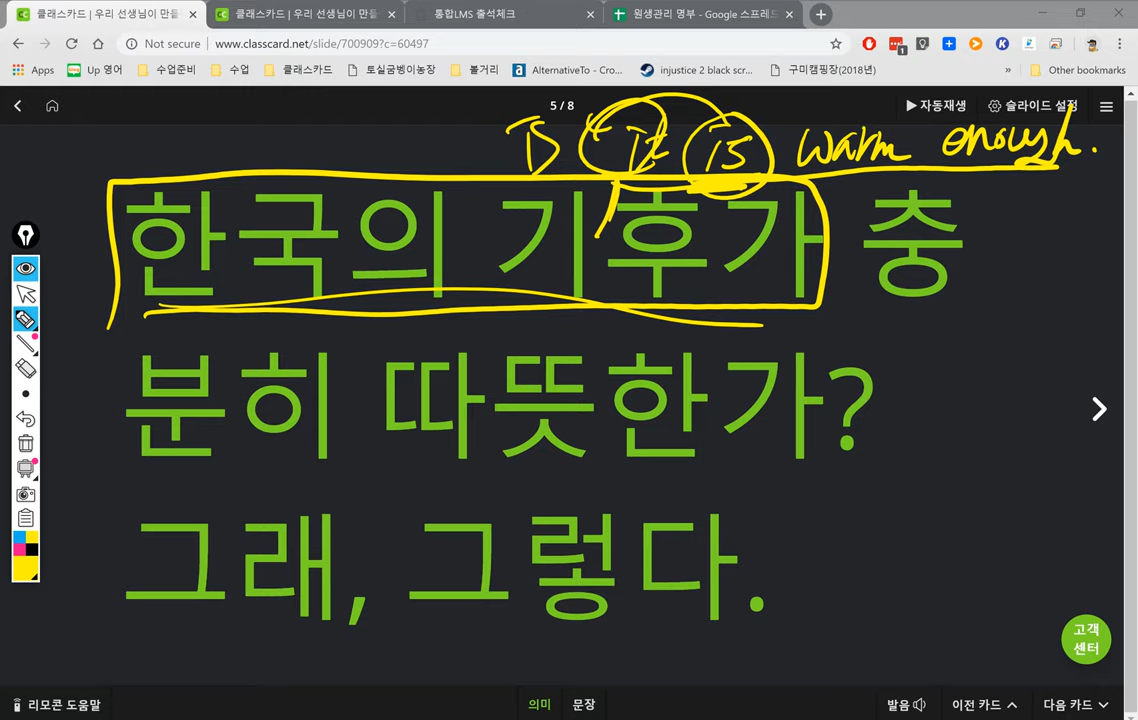 클래스카드 | 우리 선생님이 만들
클래스카드 | 우리 선생님이 만들
통합LMS 출석체크
원생관리 명부 - Google 스프레드
Not secure | www.classcard.net/slide/700909?c=60497
1
Apps
Up 영어
수업준비
수업
클래스카드
토실굼벵이농장
볼거리
AlternativeTo - Cro...
injustice 2 black scr...
구미캠핑장(2018년)
»
Other bookmarks
5 / 8
자동재생
슬라이드 설정
It is warm enough.
한국의 기후가 충
분히 따뜻한가?
그래, 그렇다.
고객
센터
리모콘 도움말
의미
문장
발음
이전 카드
다음 카드